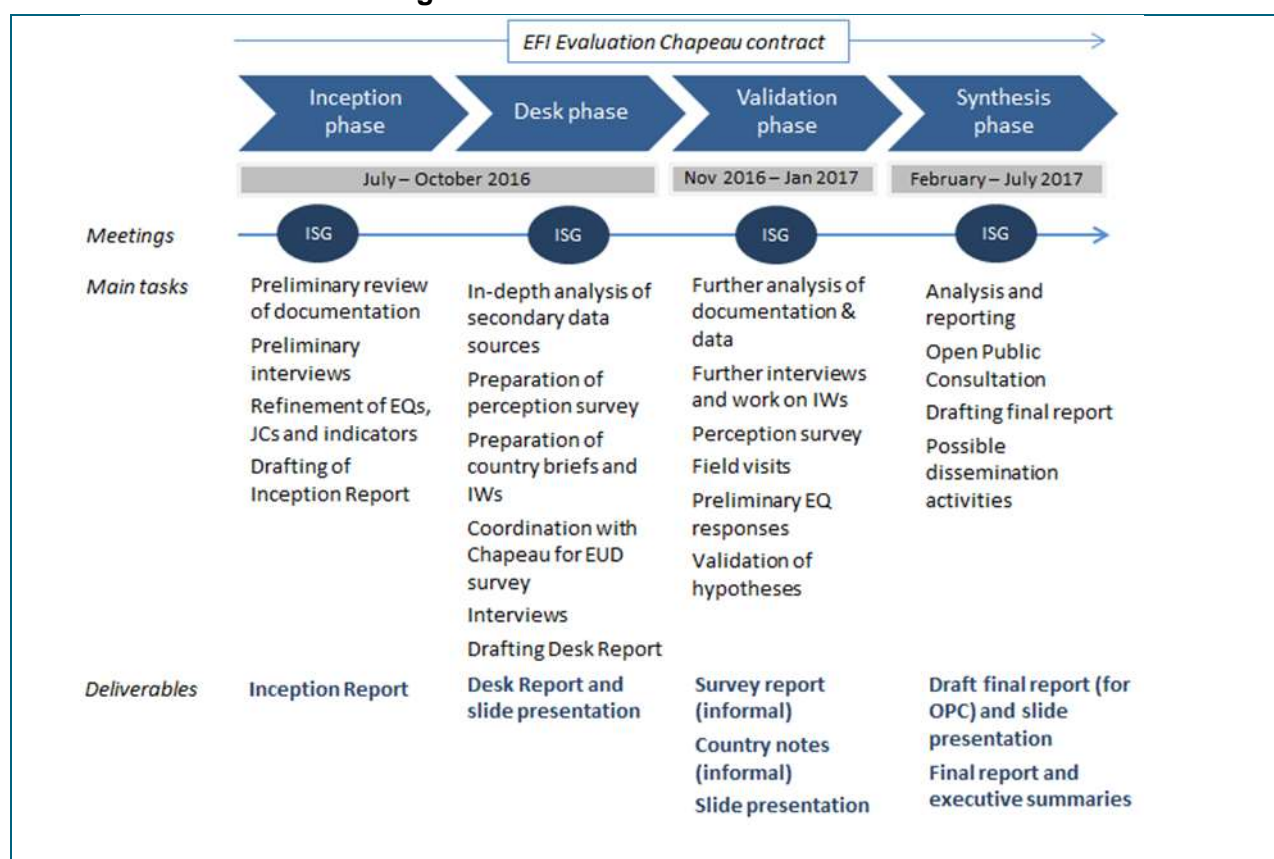 EFI Evaluation Chapeau contract
Inception
phase
Desk phase
Validation
phase
Synthesis
phase
July – October 2016
Nov 2016 – Jan 2017
February – July 2017
Meetings
ISG
ISG
ISG
ISG
Main tasks
Preliminary review
of documentation
Preliminary
interviews
Refinement of EQs,
JCs and indicators
Drafting of
Inception Report
In-depth analysis of
secondary data
sources
Preparation of
perception survey
Preparation of
country briefs and
IWs
Coordination with
Chapeau for EUD
survey
Interviews
Drafting Desk Report
Further analysis of
documentation &
data
Further interviews
and work on IWs
Perception survey
Field visits
Preliminary EQ
responses
Validation of
hypotheses
Analysis and
reporting
Open Public
Consultation
Drafting final report
Possible
dissemination
activities
Deliverables
Inception Report
Desk Report and
slide presentation
Survey report
(informal)
Country notes
(informal)
Slide presentation
Draft final report (for
OPC) and slide
presentation
Final report and
executive summaries